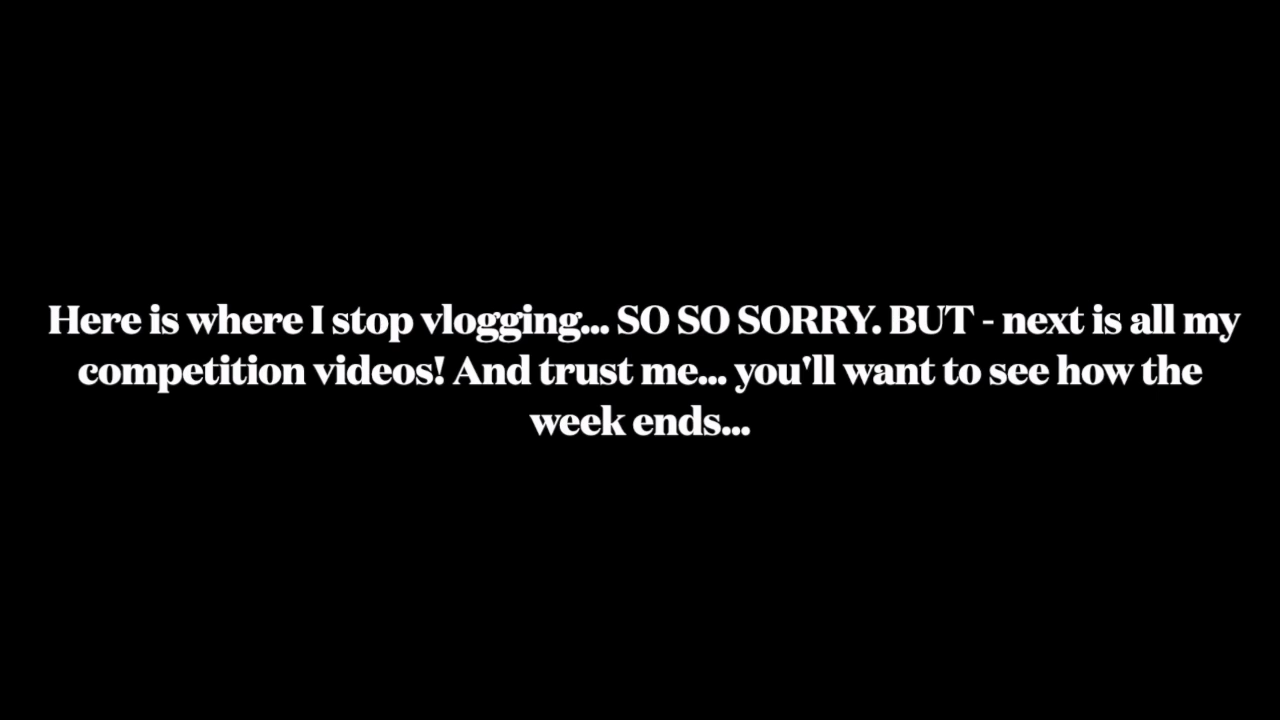 Here is where I stop vlogging... SO SO SORRY. BUT - next is all my
competition videos! And trust me... you'll want to see how the
week ends...